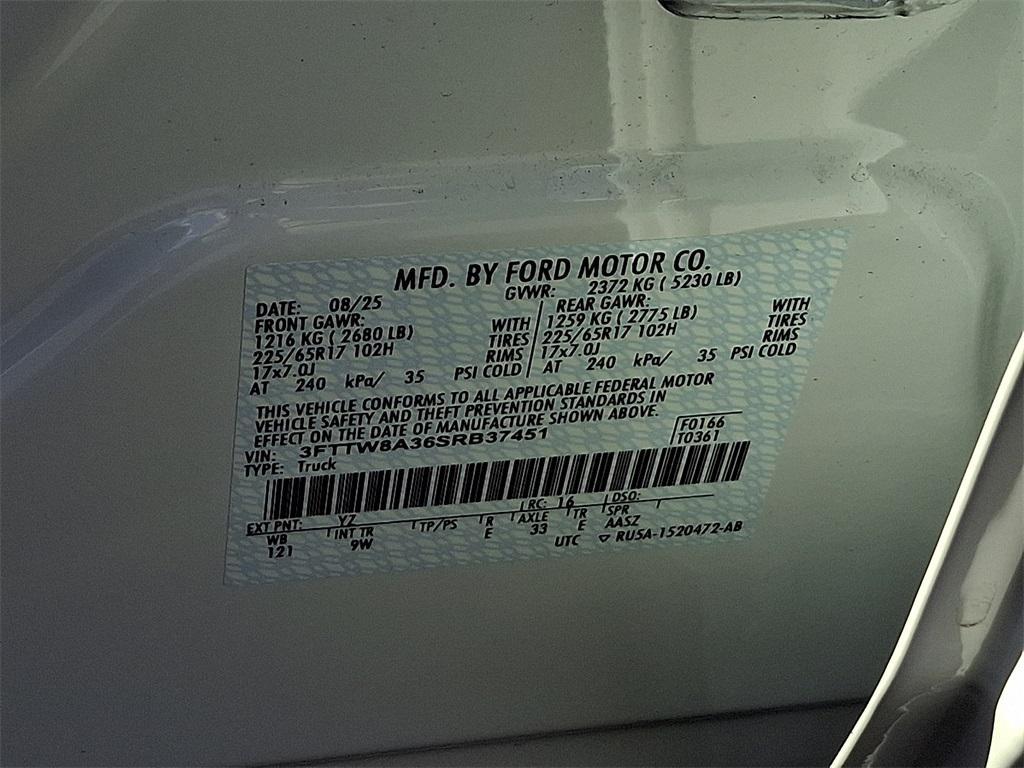 MFD. BY FORD MOTOR CO.
DATE: 08/25 GVWR: 2372 KG ( 5230 LB)
FRONT GAWR: REAR GAWR:
1216 KG ( 2680 LB) WITH 1259 KG ( 2775 LB) WITH
225/65R17 102H TIRES 225/65R17 102H TIRES
17x7.0J RIMS 17x7.0J RIMS
AT 240 kPa/ 35 PSI COLD AT 240 kPa/ 35 PSI COLD
THIS VEHICLE CONFORMS TO ALL APPLICABLE FEDERAL MOTOR
VEHICLE SAFETY AND THEFT PREVENTION STANDARDS IN
EFFECT ON THE DATE OF MANUFACTURE SHOWN ABOVE.
VIN: 3FTTW8A36SRB37451 F0166
TYPE: Truck T0361
EXT PNT: YZ RC: 16 DSO:
WB INT TR TP/PS R AXLE TR SPR
121 9W E 33 E AASZ
UTC ▽ RU5A-1520472-AB